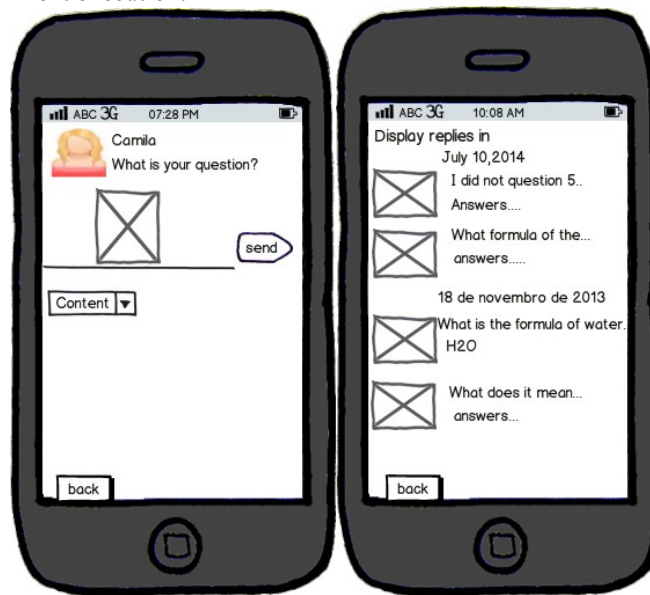 ABC 3G 07:28 PM
Camila
What is your question?
send
Content
back
ABC 3G 10:08 AM
Display replies in
July 10,2014
I did not question 5..
Answers....
What formula of the...
answers.....
18 de novembro de 2013
What is the formula of water.
H2O
What does it mean...
answers...
back